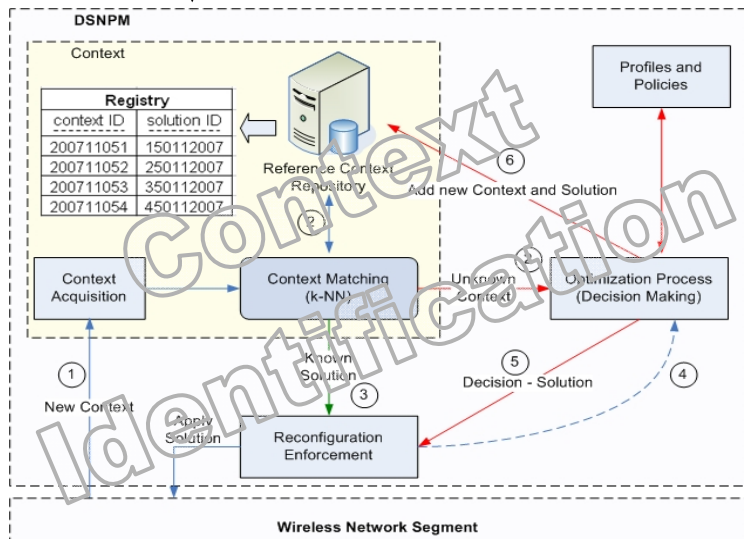 DSNPM
Context
Registry
context ID solution ID
200711051 150112007
200711052 250112007
200711053 350112007
200711054 450112007
Reference Context
Repository
Profiles and
Policies
6
Add new Context and Solution
2
Context
Acquisition
Context Matching
(k-NN)
2
Unknown
Context
Optimization Process
(Decision Making)
1
New Context
Known
Solution
3
5
Decision - Solution
4
Apply
Solution
Reconfiguration
Enforcement
Wireless Network Segment
Context
Identification